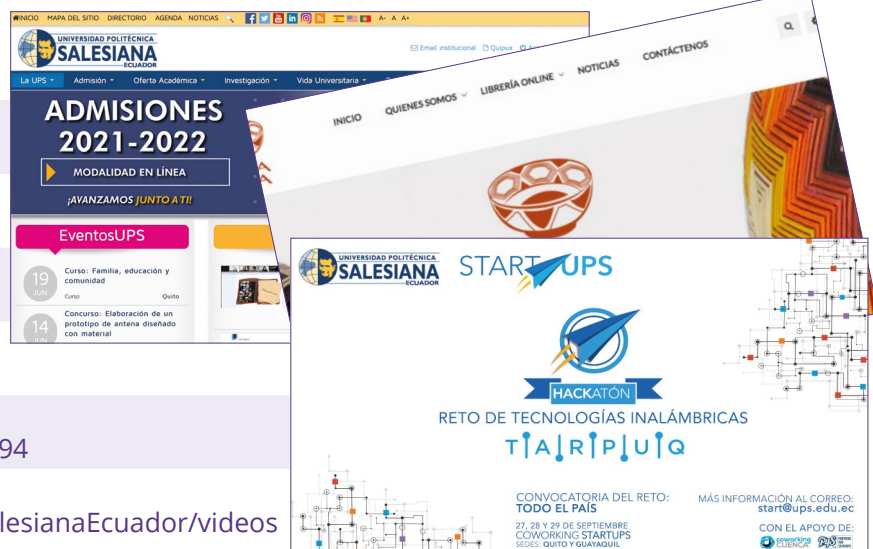 INICIO MAPA DEL SITIO DIRECTORIO AGENDA NOTICIAS A- A A+
UNIVERSIDAD POLITÉCNICA
SALESIANA
ECUADOR
Email institucional Quipux
La UPS Admisión Oferta Académica Investigación Vida Universitaria
ADMISIONES
2021-2022
MODALIDAD EN LÍNEA
¡AVANZAMOS JUNTO A TI!
EventosUPS
19
JUN
Curso: Familia, educación y
comunidad
Curso Quito
14
JUN
Concurso: Elaboración de un
prototipo de antena diseñado
con material
INICIO QUIENES SOMOS LIBRERÍA ONLINE NOTICIAS CONTÁCTENOS
UNIVERSIDAD POLITÉCNICA
SALESIANA
ECUADOR
START UPS
HACKATÓN
RETO DE TECNOLOGÍAS INALÁMBRICAS
TARPUQ
CONVOCATORIA DEL RETO:
TODO EL PAÍS
27, 28 Y 29 DE SEPTIEMBRE
COWORKING STARTUPS
SEDES: QUITO Y GUAYAQUIL
MÁS INFORMACIÓN AL CORREO:
start@ups.edu.ec
CON EL APOYO DE:
coworking
CUENCA
94
lesianaEcuador/videos